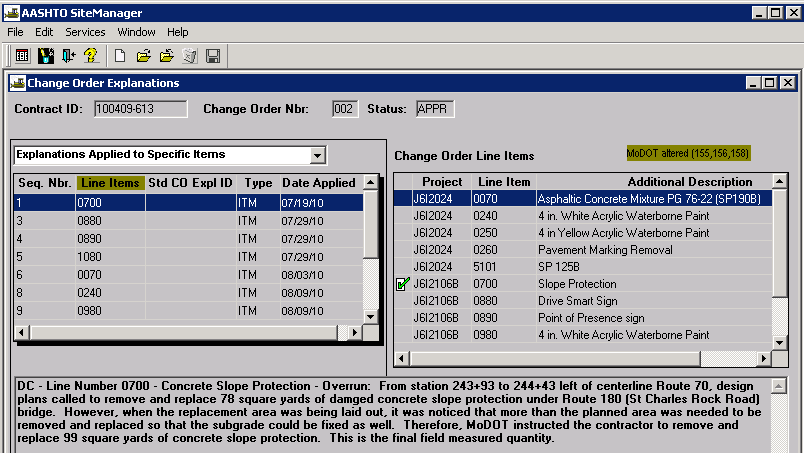 AASHTO SiteManager
File Edit Services Window Help
Change Order Explanations
Contract ID: 100409-613 Change Order Nbr: 002 Status: APPR
Explanations Applied to Specific Items
Change Order Line Items
MoDOT altered (155,156,158)
Seq. Nbr. Line Items Std CO Expl ID Type Date Applied
1 0700 ITM 07/19/10
3 0880 ITM 07/29/10
4 0890 ITM 07/29/10
5 1080 ITM 07/29/10
6 0070 ITM 08/03/10
8 0240 ITM 08/09/10
9 0980 ITM 08/09/10
Project Line Item Additional Description
J6I2024 0070 Asphaltic Concrete Mixture PG 76-22 (SP190B)
J6I2024 0240 4 in. White Acrylic Waterborne Paint
J6I2024 0250 4 in Yellow Acrylic Waterborne Paint
J6I2024 0260 Pavement Marking Removal
J6I2024 5101 SP 125B
J6I2106B 0700 Slope Protection
J6I2106B 0880 Drive Smart Sign
J6I2106B 0890 Point of Presence sign
J6I2106B 0980 4 in. White Acrylic Waterborne Paint
DC - Line Number 0700 - Concrete Slope Protection - Overrun: From station 243+93 to 244+43 left of centerline Route 70, design
plans called to remove and replace 78 square yards of damged concrete slope protection under Route 180 (St Charles Rock Road)
bridge. However, when the replacement area was being laid out, it was noticed that more than the planned area was needed to be
removed and replaced so that the subgrade could be fixed as well. Therefore, MoDOT instructed the contractor to remove and
replace 99 square yards of concrete slope protection. This is the final field measured quantity.